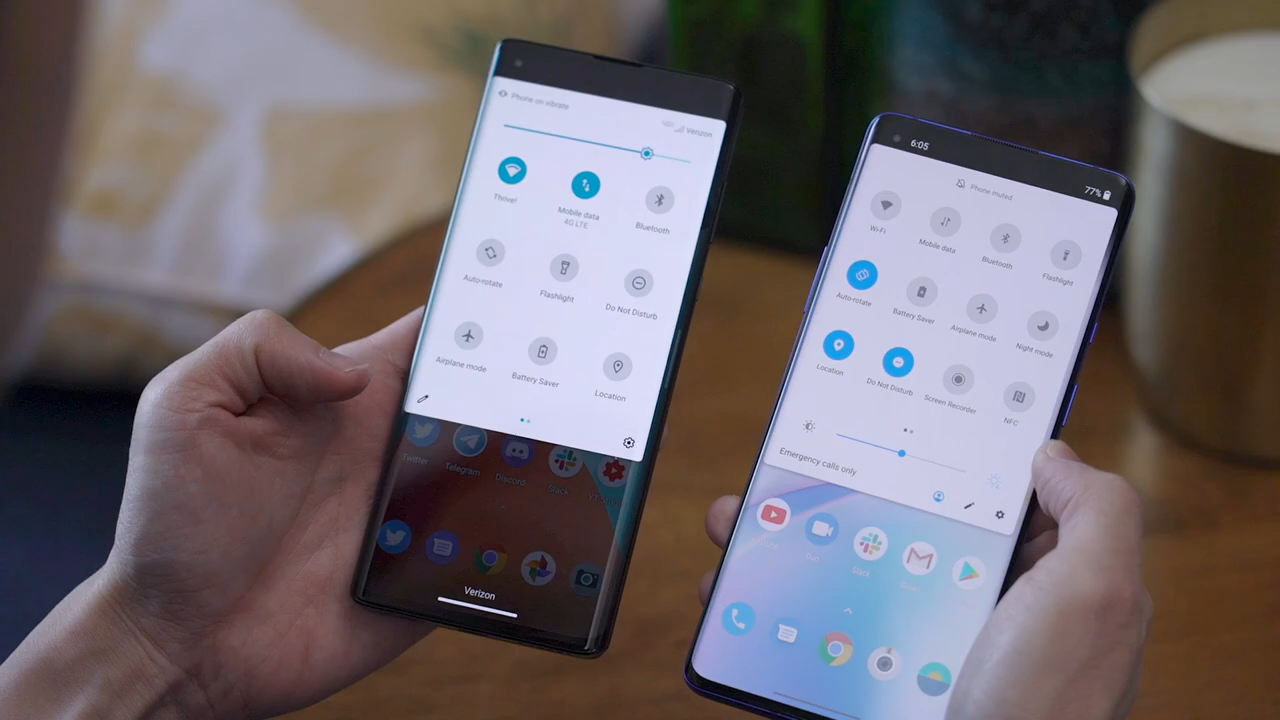 Phone on vibrate
Verizon
Thrive!
Mobile data
4G LTE
Bluetooth
Auto-rotate
Flashlight
Do Not Disturb
Airplane mode
Battery Saver
Location
Twitter
Telegram
Discord
Slack
Verizon
6:05
77%
Phone muted
Wi-Fi
Mobile data
Bluetooth
Flashlight
Auto-rotate
Battery Saver
Airplane mode
Night mode
Location
Do Not Disturb
Screen Recorder
NFC
Emergency calls only
Duo
Slack